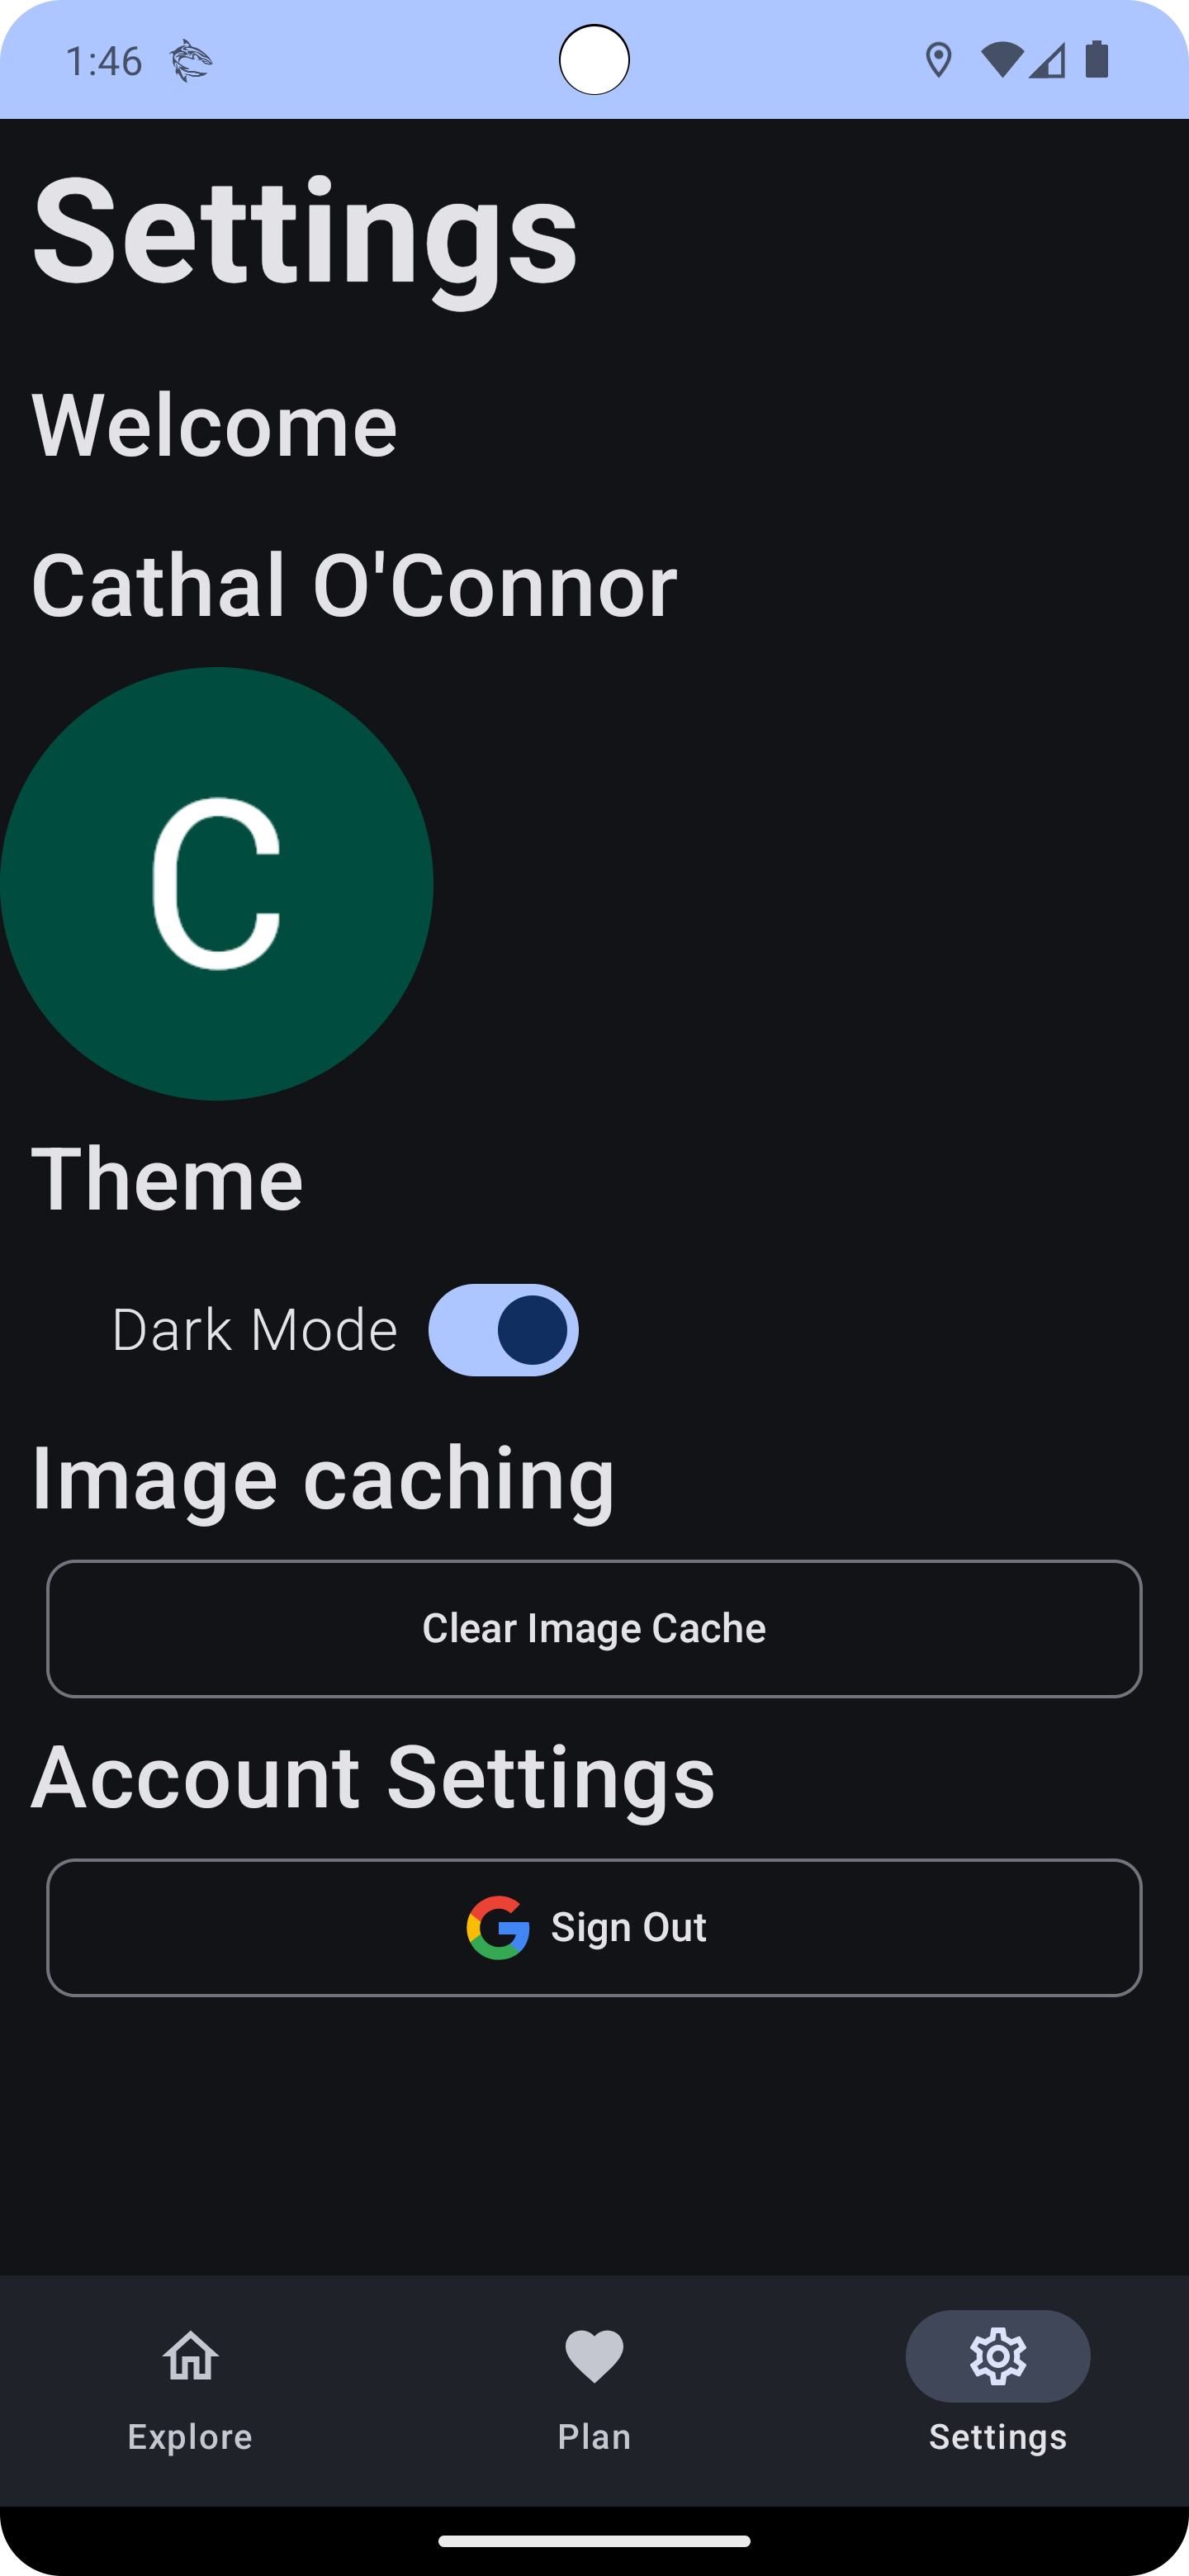 1:46
Settings
Welcome
Cathal O'Connor
C
Theme
Dark Mode
Image caching
Clear Image Cache
Account Settings
Sign Out
Explore Plan Settings